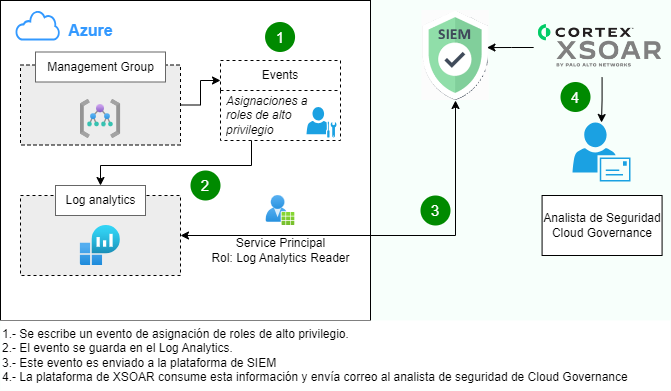 Azure
1
SIEM
CORTEX
XSOAR
BY PALO ALTO NETWORKS
Management Group
Events
Asignaciones a
roles de alto
privilegio
4
2
Log analytics
3
Service Principal
Rol: Log Analytics Reader
Analista de Seguridad
Cloud Governance
1.- Se escribe un evento de asignación de roles de alto privilegio.
2.- El evento se guarda en el Log Analytics.
3.- Este evento es enviado a la plataforma de SIEM
4.- La plataforma de XSOAR consume esta información y envía correo al analista de seguridad de Cloud Governance